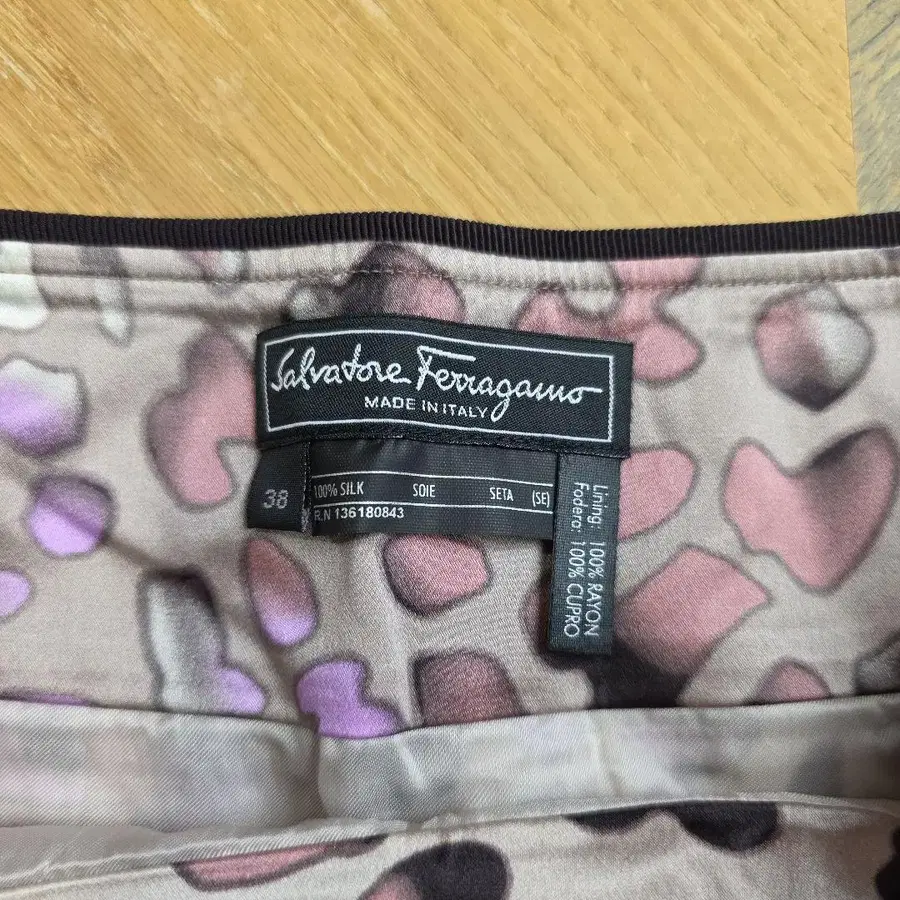 Salvatore Ferragamo
MADE IN ITALY
38
100% SILK SOIE SETA (SE)
R.N 136180843
Lining: 100% RAYON
Fodera: 100% CUPRO